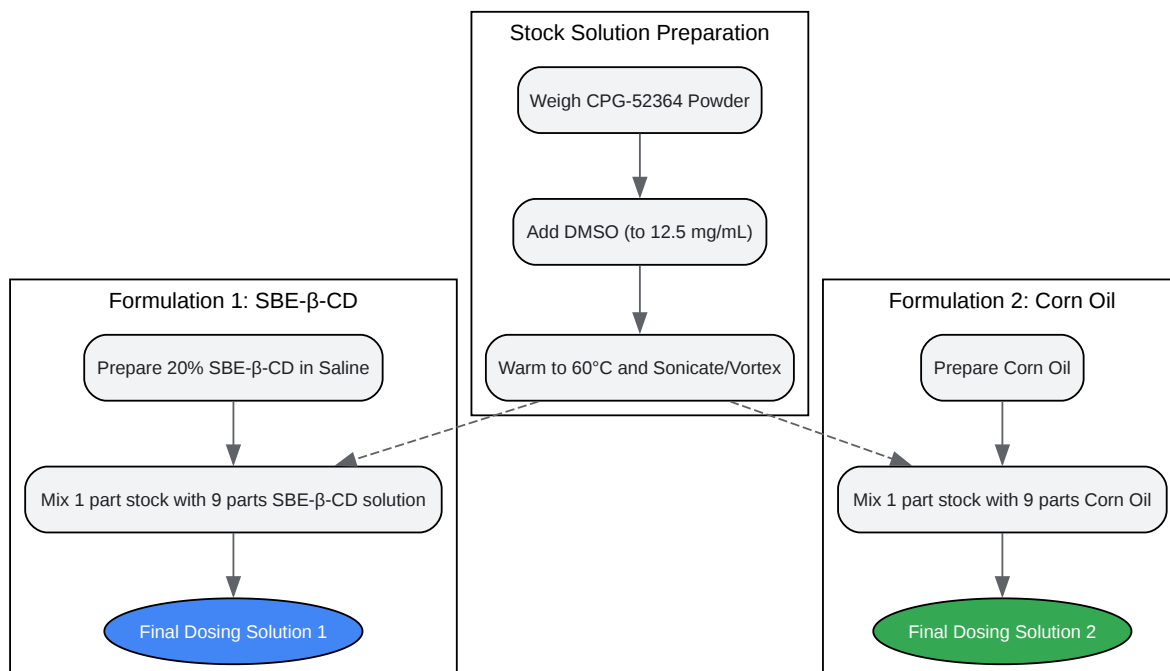 Stock Solution Preparation
Weigh CPG-52364 Powder
Add DMSO (to 12.5 mg/mL)
Warm to 60°C and Sonicate/Vortex
Formulation 1: SBE-β-CD
Prepare 20% SBE-β-CD in Saline
Mix 1 part stock with 9 parts SBE-β-CD solution
Final Dosing Solution 1
Formulation 2: Corn Oil
Prepare Corn Oil
Mix 1 part stock with 9 parts Corn Oil
Final Dosing Solution 2